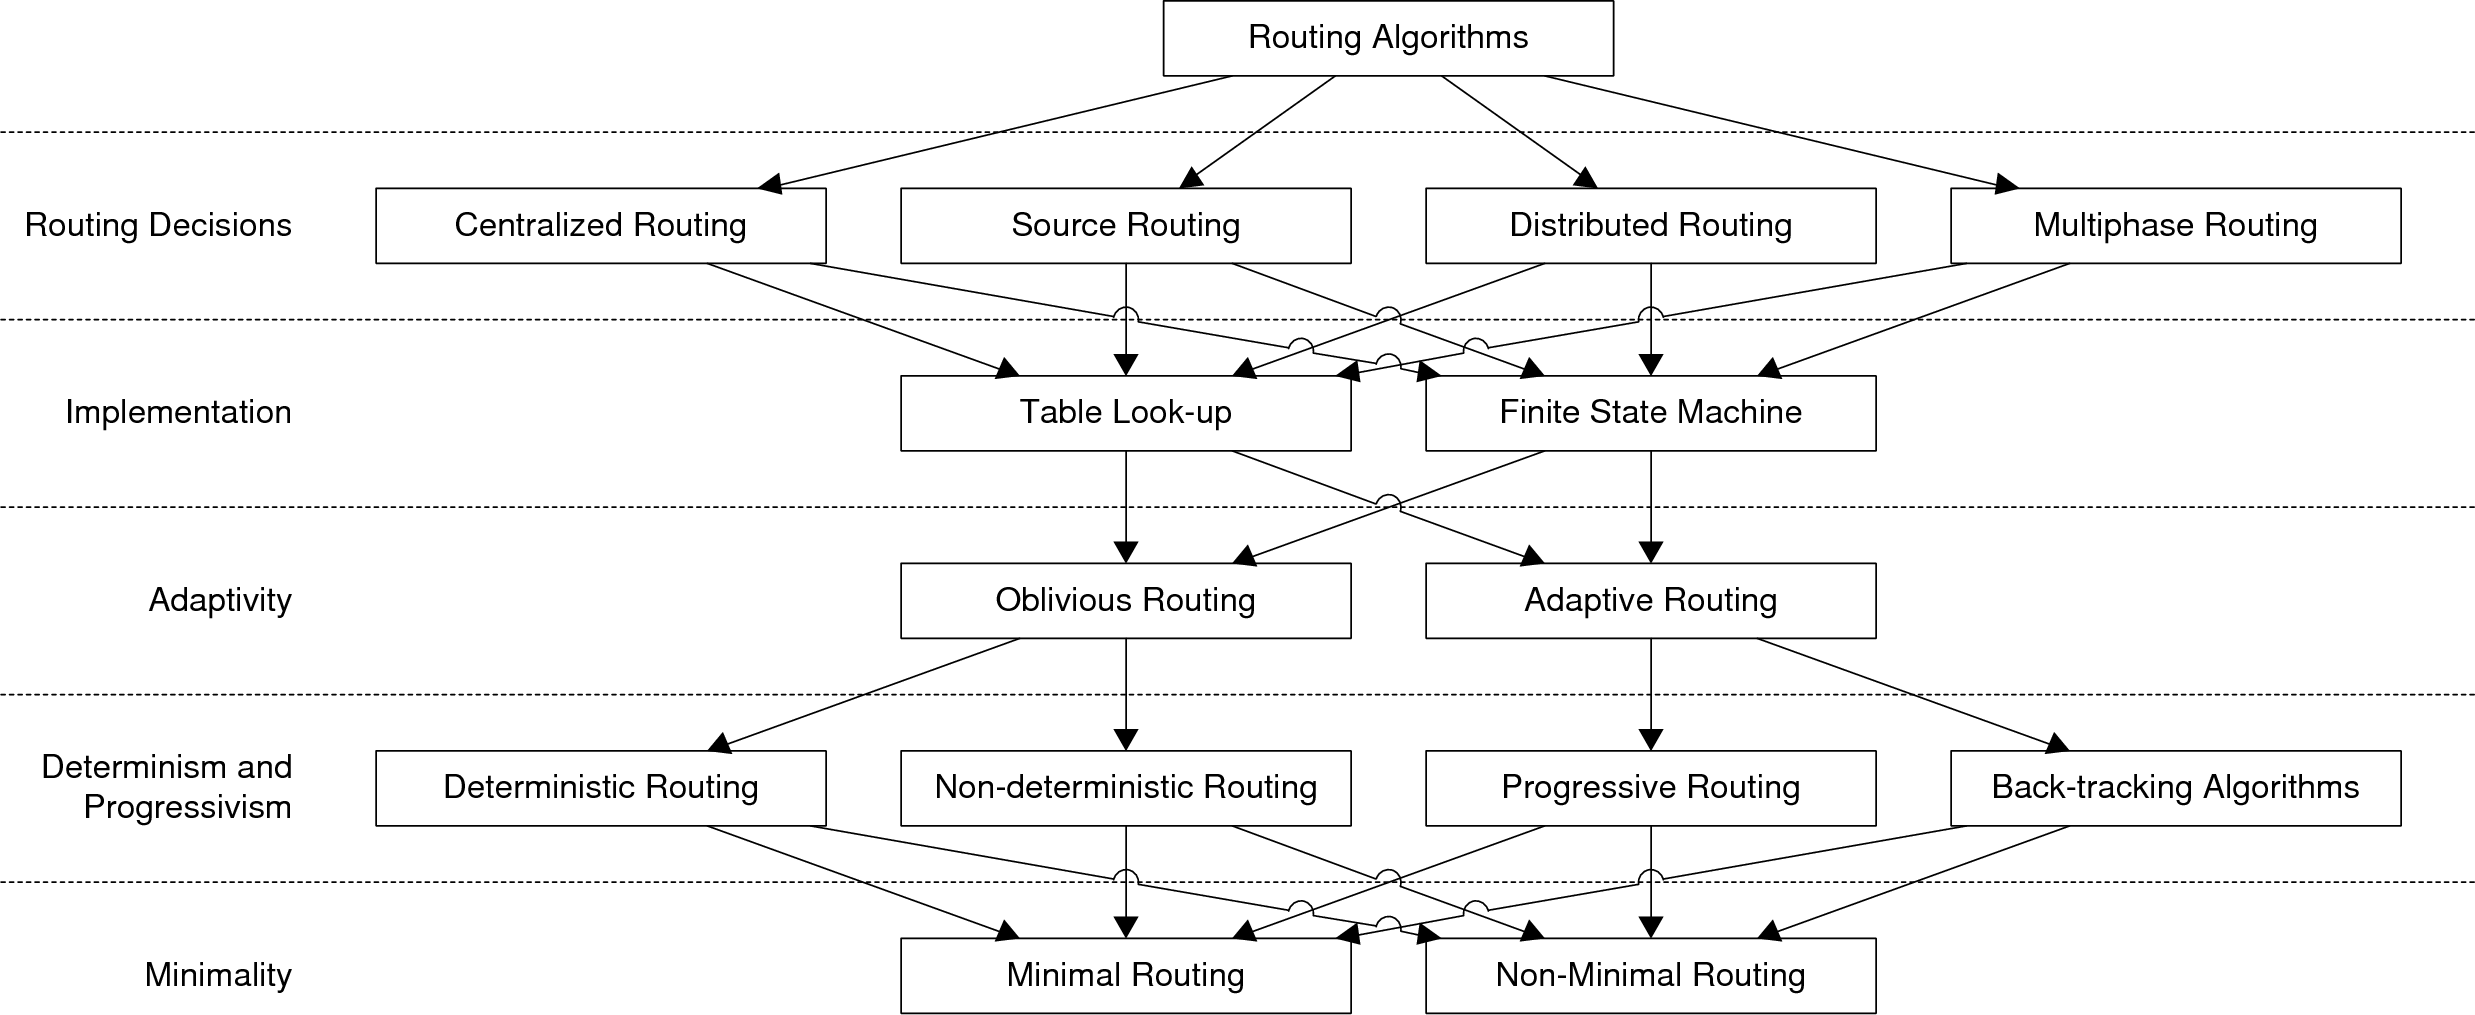 Routing Algorithms
Routing Decisions
Centralized Routing
Source Routing
Distributed Routing
Multiphase Routing
Implementation
Table Look-up
Finite State Machine
Adaptivity
Oblivious Routing
Adaptive Routing
Determinism and
Progressivism
Deterministic Routing
Non-deterministic Routing
Progressive Routing
Back-tracking Algorithms
Minimality
Minimal Routing
Non-Minimal Routing